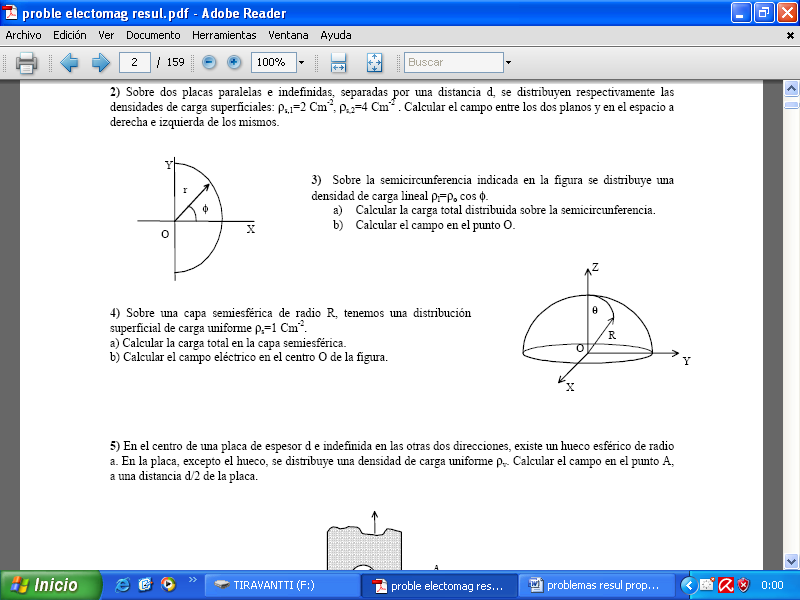 proble electomag resul.pdf - Adobe Reader
Archivo Edición Ver Documento Herramientas Ventana Ayuda
2 / 159 100% Buscar
2) Sobre dos placas paralelas e indefinidas, separadas por una distancia d, se distribuyen respectivamente las
densidades de carga superficiales: ρs,1=2 Cm-2, ρs,2=4 Cm-2 . Calcular el campo entre los dos planos y en el espacio a
derecha e izquierda de los mismos.
Y
r
ϕ
O
X
3) Sobre la semicircunferencia indicada en la figura se distribuye una
densidad de carga lineal ρl=ρo cos ϕ.
a) Calcular la carga total distribuida sobre la semicircunferencia.
b) Calcular el campo en el punto O.
4) Sobre una capa semiesférica de radio R, tenemos una distribución
superficial de carga uniforme ρs=1 Cm-2.
a) Calcular la carga total en la capa semiesférica.
b) Calcular el campo eléctrico en el centro O de la figura.
Z
θ
R
O
Y
X
5) En el centro de una placa de espesor d e indefinida en las otras dos direcciones, existe un hueco esférico de radio
a. En la placa, excepto el hueco, se distribuye una densidad de carga uniforme ρv. Calcular el campo en el punto A,
a una distancia d/2 de la placa.
A
Inicio
TIRAVANTTI (F:)
proble electomag res...
problemas resul prop...
0:00